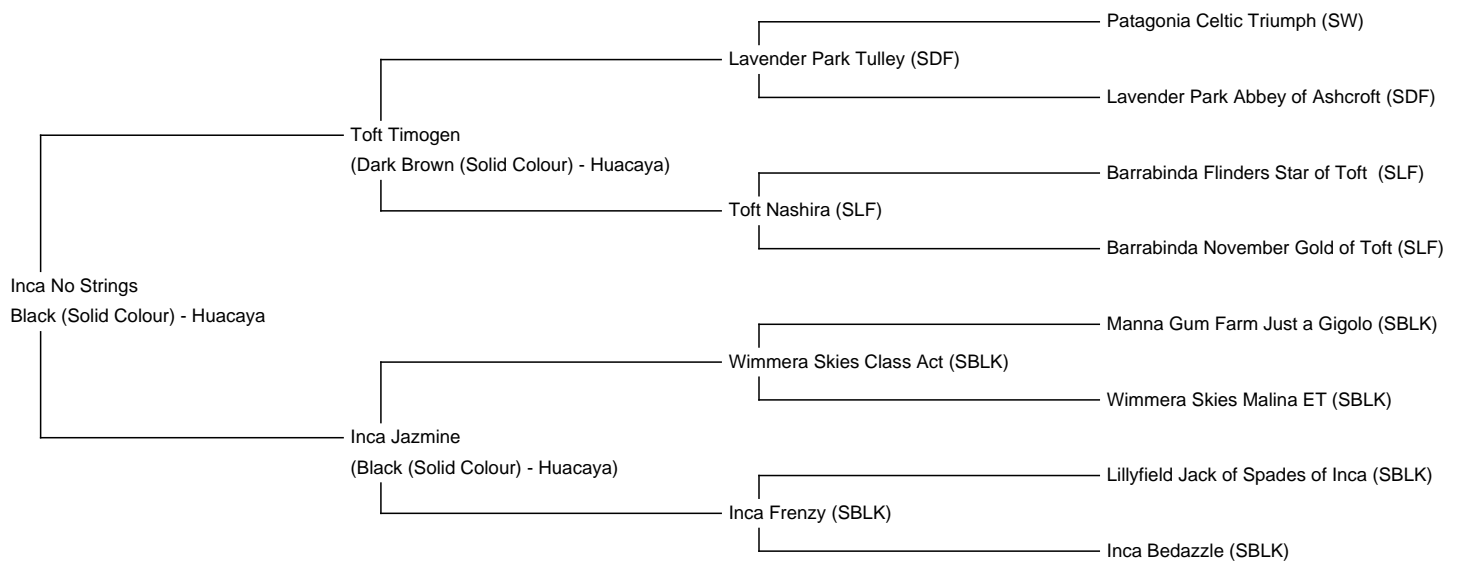 Patagonia Celtic Triumph (SW)
Lavender Park Tulley (SDF)
Lavender Park Abbey of Ashcroft (SDF)
Toft Timogen
(Dark Brown (Solid Colour) - Huacaya)
Barrabinda Flinders Star of Toft  (SLF)
Toft Nashira (SLF)
Barrabinda November Gold of Toft (SLF)
Inca No Strings
Black (Solid Colour) - Huacaya
Manna Gum Farm Just a Gigolo (SBLK)
Wimmera Skies Class Act (SBLK)
Wimmera Skies Malina ET (SBLK)
Inca Jazmine
(Black (Solid Colour) - Huacaya)
Lillyfield Jack of Spades of Inca (SBLK)
Inca Frenzy (SBLK)
Inca Bedazzle (SBLK)